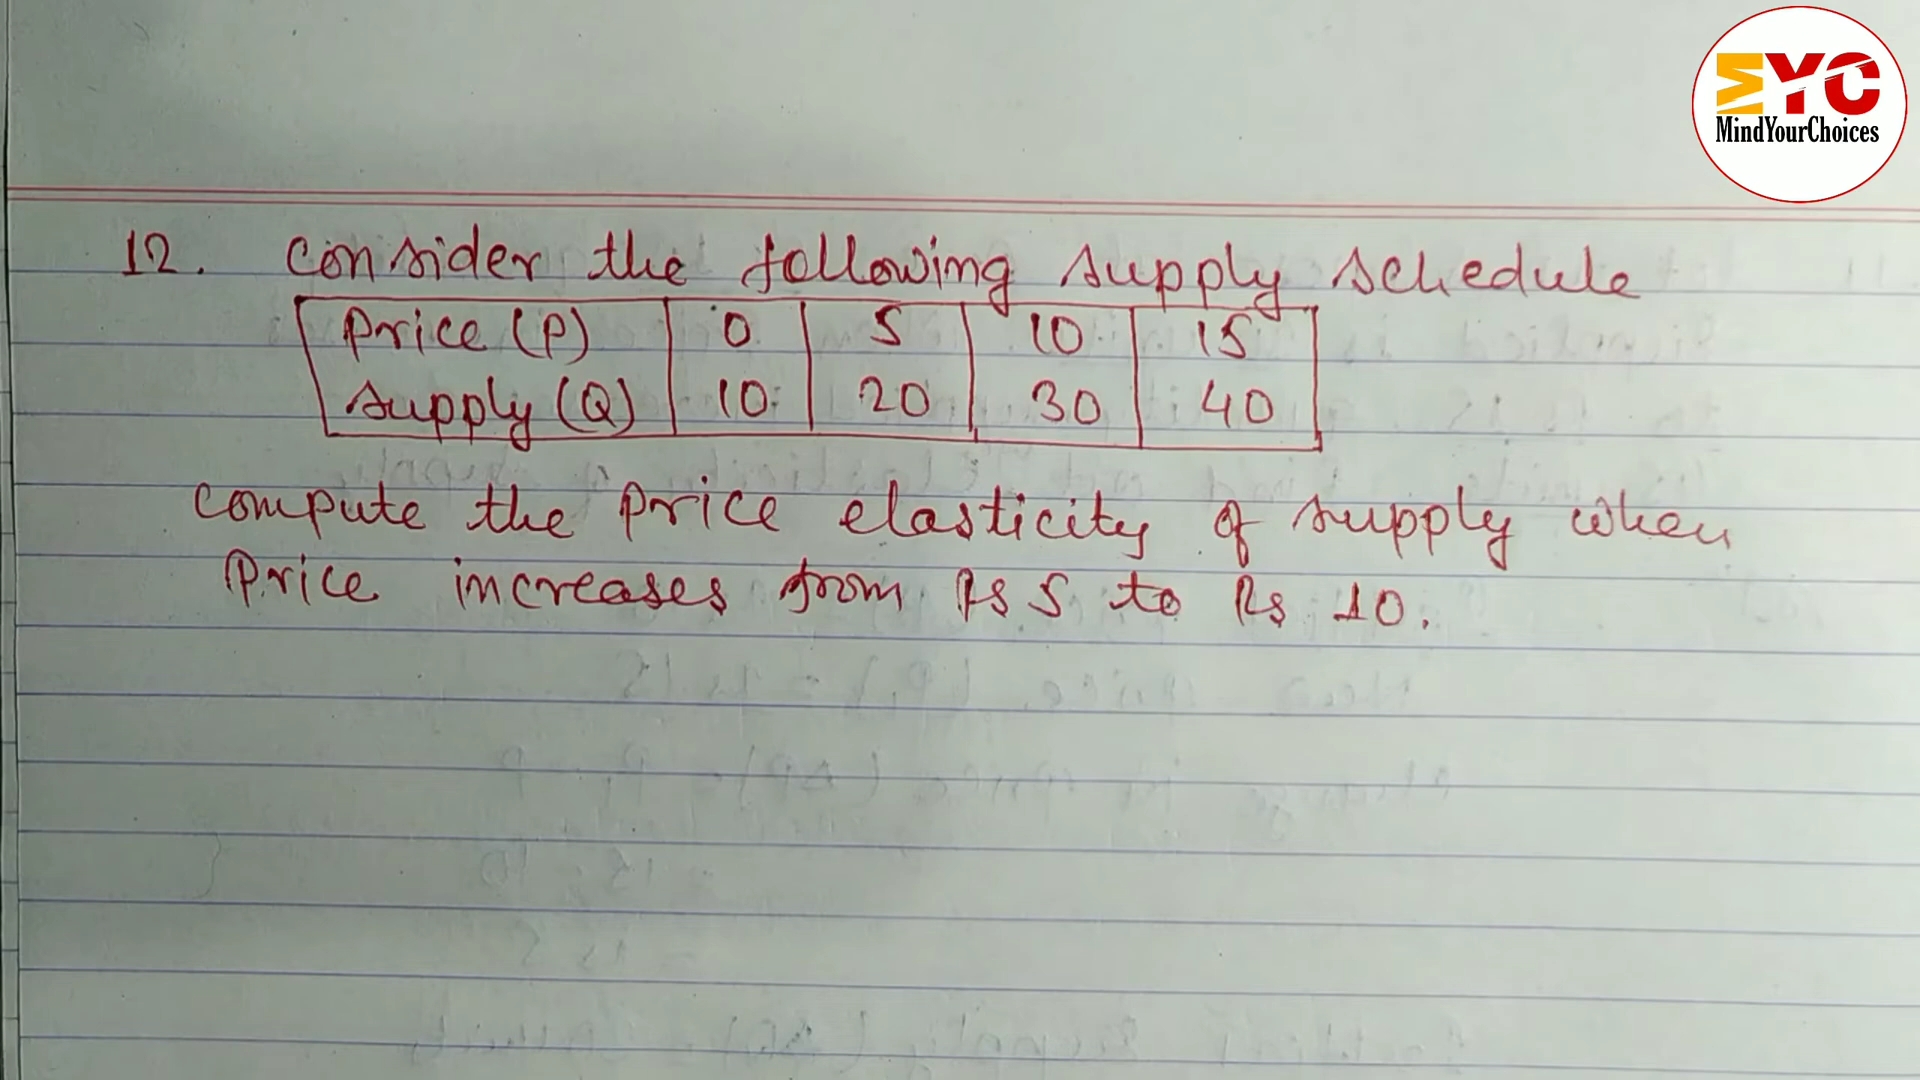 MYC
MindYourChoices
12. Consider the following supply schedule
Price (P) 0 5 10 15
Supply (Q) 10 20 30 40
compute the price elasticity of supply when
Price increases from Rs 5 to Rs 10.